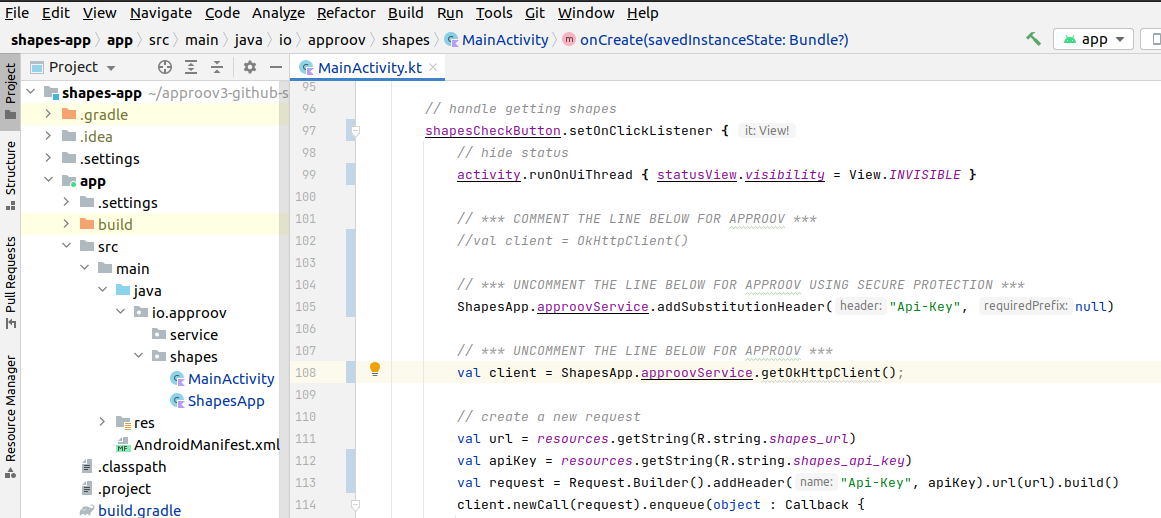 File Edit View Navigate Code Analyze Refactor Build Run Tools Git Window Help
shapes-app app src main java io approov shapes MainActivity onCreate(savedInstanceState: Bundle?) app
Project
MainActivity.kt
Project
Structure
Pull Requests
Resource Manager
shapes-app ~/approov3-github-s
.gradle
.idea
.settings
app
.settings
build
src
main
java
io.approov
service
shapes
MainActivity
ShapesApp
res
AndroidManifest.xml
.classpath
.project
build.gradle
95
96 // handle getting shapes
97 shapesCheckButton.setOnClickListener { it: View!
98 // hide status
99 activity.runOnUiThread { statusView.visibility = View.INVISIBLE }
100
101 // *** COMMENT THE LINE BELOW FOR APPROOV ***
102 //val client = OkHttpClient()
103
104 // *** UNCOMMENT THE LINE BELOW FOR APPROOV USING SECURE PROTECTION ***
105 ShapesApp.approovService.addSubstitutionHeader( header: "Api-Key", requiredPrefix: null)
106
107 // *** UNCOMMENT THE LINE BELOW FOR APPROOV ***
108 val client = ShapesApp.approovService.getOkHttpClient();
109
110 // create a new request
111 val url = resources.getString(R.string.shapes_url)
112 val apiKey = resources.getString(R.string.shapes_api_key)
113 val request = Request.Builder().addHeader( name: "Api-Key", apiKey).url(url).build()
114 client.newCall(request).enqueue(object : Callback {